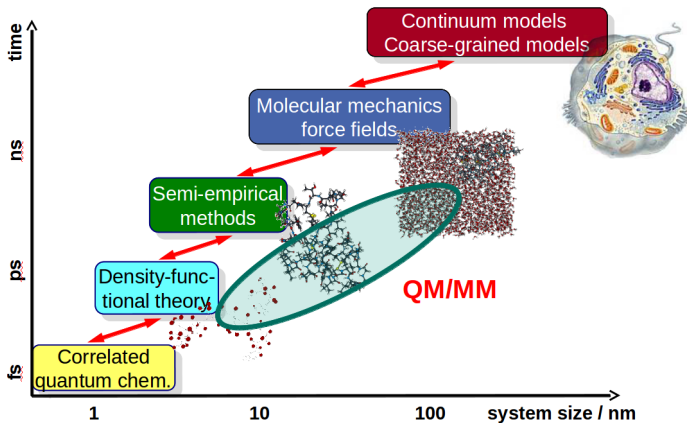 Continuum models
Coarse-grained models
time
Molecular mechanics
force fields
ns
Semi-empirical
methods
ps
Density-func-
tional theory
QM/MM
Correlated
quantum chem.
fs
1
10
100
system size / nm